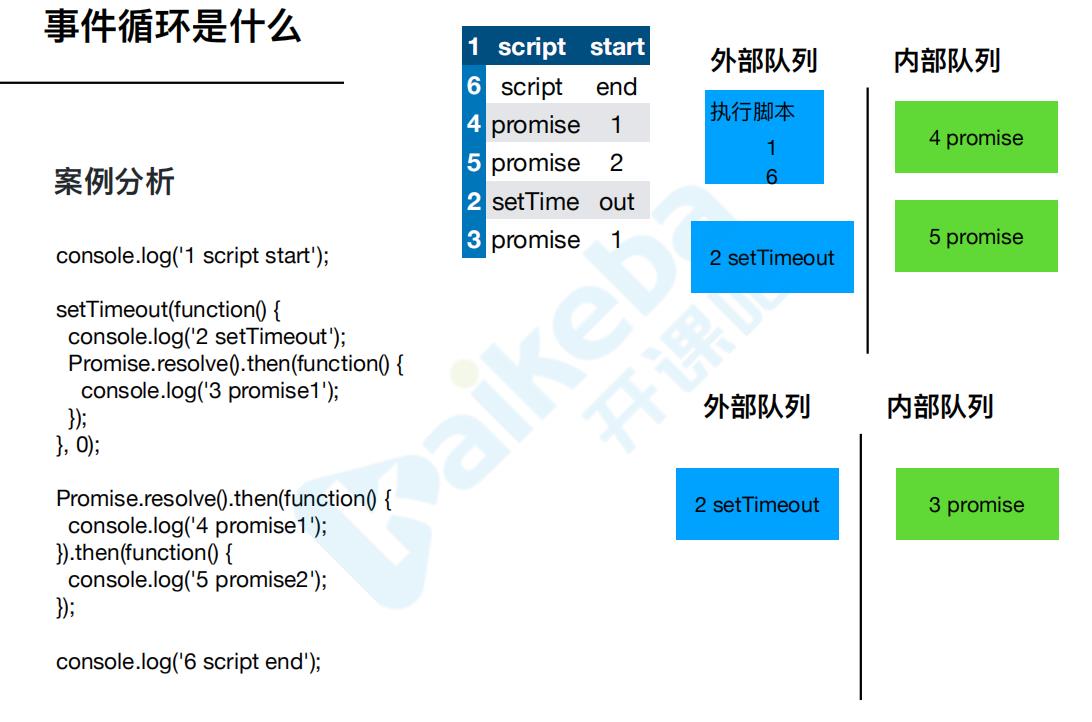 事件循环是什么
案例分析
console.log('1 script start');
setTimeout(function() {
console.log('2 setTimeout');
Promise.resolve().then(function() {
console.log('3 promise1');
});
}, 0);
Promise.resolve().then(function() {
console.log('4 promise1');
}).then(function() {
console.log('5 promise2');
});
console.log('6 script end');
1 script start
6 script end
4 promise 1
5 promise 2
2 setTime out
3 promise 1
外部队列
执行脚本
1
6
2 setTimeout
内部队列
4 promise
5 promise
外部队列
2 setTimeout
内部队列
3 promise
kaikeba
开课吧